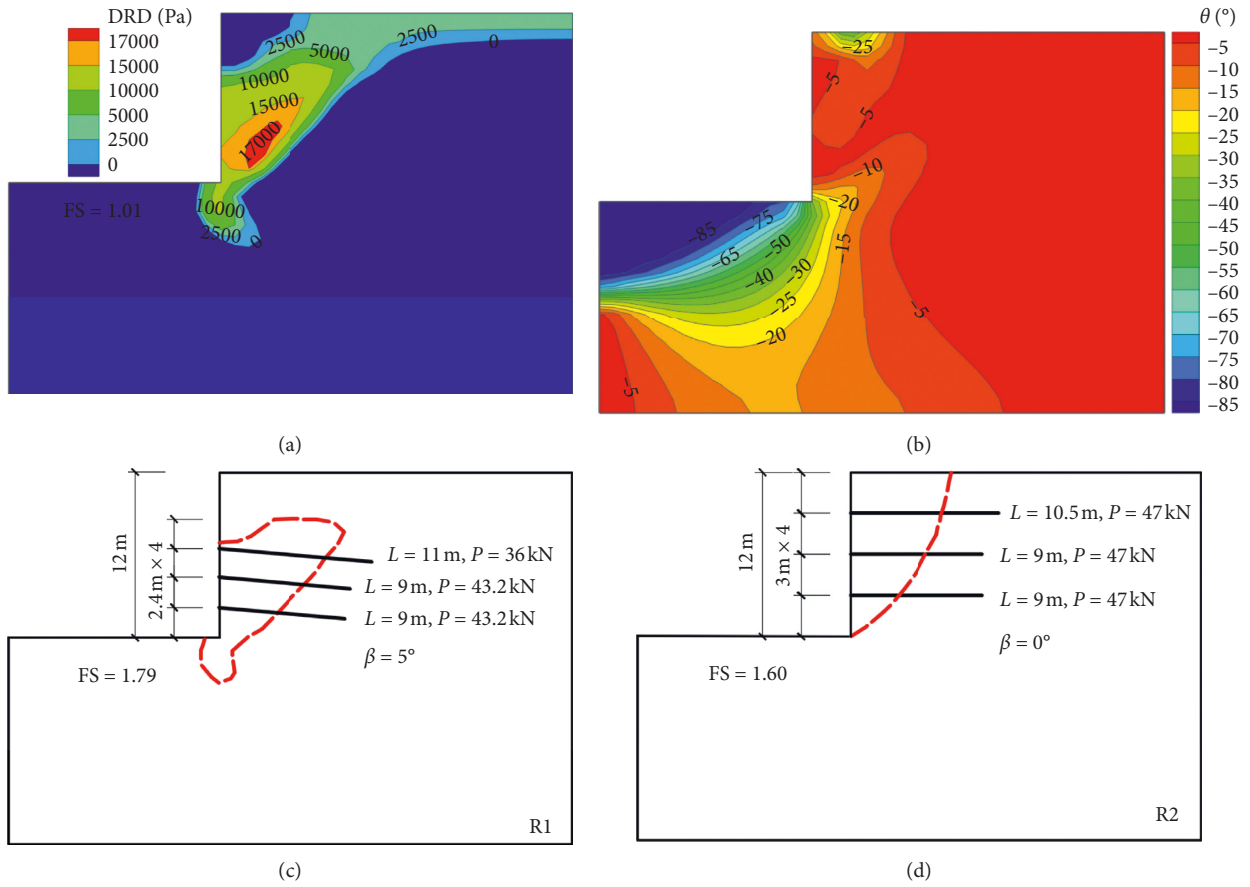 DRD (Pa)
17000
15000
10000
5000
2500
0
2500
2500
0
5000
10000
15000
17000
10000
2500
0
FS = 1.01
(a)
θ (°)
−5
−10
−15
−20
−25
−30
−35
−40
−45
−50
−55
−60
−65
−70
−75
−80
−85
−25
−5
−5
−10
−20
−15
−75
−85
−50
−65
−30
−40
−25
−20
−5
−5
(b)
12 m
2.4 m × 4
L = 11 m, P = 36 kN
L = 9 m, P = 43.2 kN
L = 9 m, P = 43.2 kN
β = 5°
FS = 1.79
R1
(c)
12 m
3 m × 4
L = 10.5 m, P = 47 kN
L = 9 m, P = 47 kN
L = 9 m, P = 47 kN
β = 0°
FS = 1.60
R2
(d)